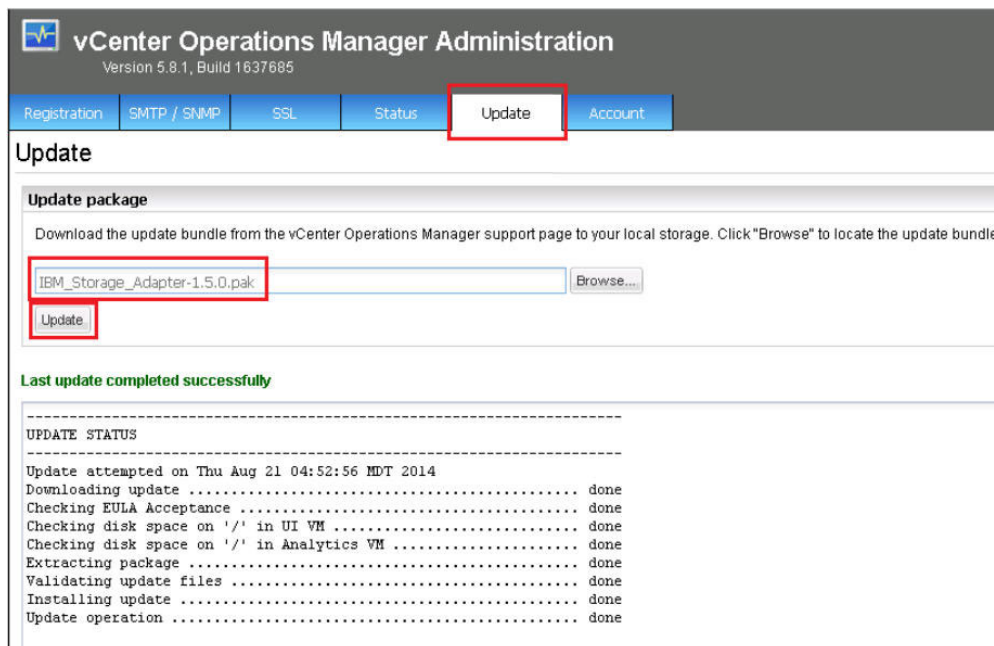 vCenter Operations Manager Administration
Version 5.8.1, Build 1637685
Registration SMTP / SNMP SSL Status Update Account
Update
Update package
Download the update bundle from the vCenter Operations Manager support page to your local storage. Click "Browse" to locate the update bundle
IBM_Storage_Adapter-1.5.0.pak Browse...
Update
Last update completed successfully
----------------------------------------------------------------------
UPDATE STATUS
----------------------------------------------------------------------
Update attempted on Thu Aug 21 04:52:56 MDT 2014
Downloading update .............................................. done
Checking EULA Acceptance ........................................ done
Checking disk space on '/' in UI VM ............................. done
Checking disk space on '/' in Analytics VM ...................... done
Extracting package .............................................. done
Validating update files ......................................... done
Installing update ............................................... done
Update operation ................................................ done